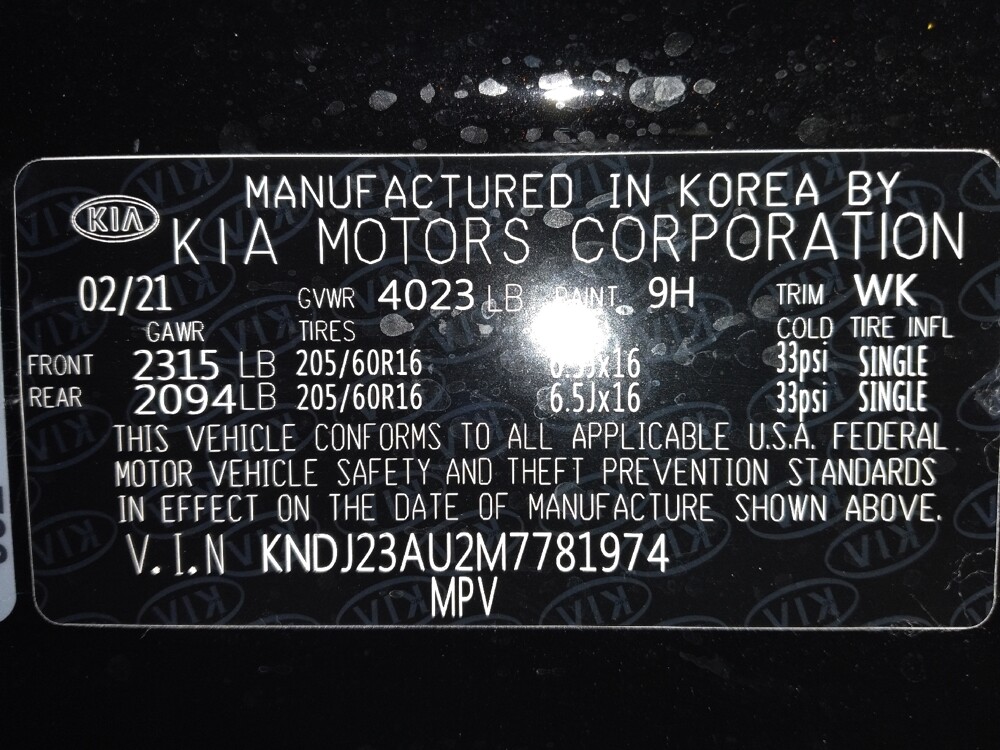 KIA
MANUFACTURED IN KOREA BY
KIA MOTORS CORPORATION
02/21 GVWR 4023 LB PAINT 9H TRIM WK
GAWR TIRES COLD TIRE INFL
FRONT 2315 LB 205/60R16 33psi SINGLE
REAR 2094 LB 205/60R16 6.5Jx16 33psi SINGLE
THIS VEHICLE CONFORMS TO ALL APPLICABLE U.S.A. FEDERAL
MOTOR VEHICLE SAFETY AND THEFT PREVENTION STANDARDS
IN EFFECT ON THE DATE OF MANUFACTURE SHOWN ABOVE.
V.I.N KNDJ23AU2M7781974
MPV